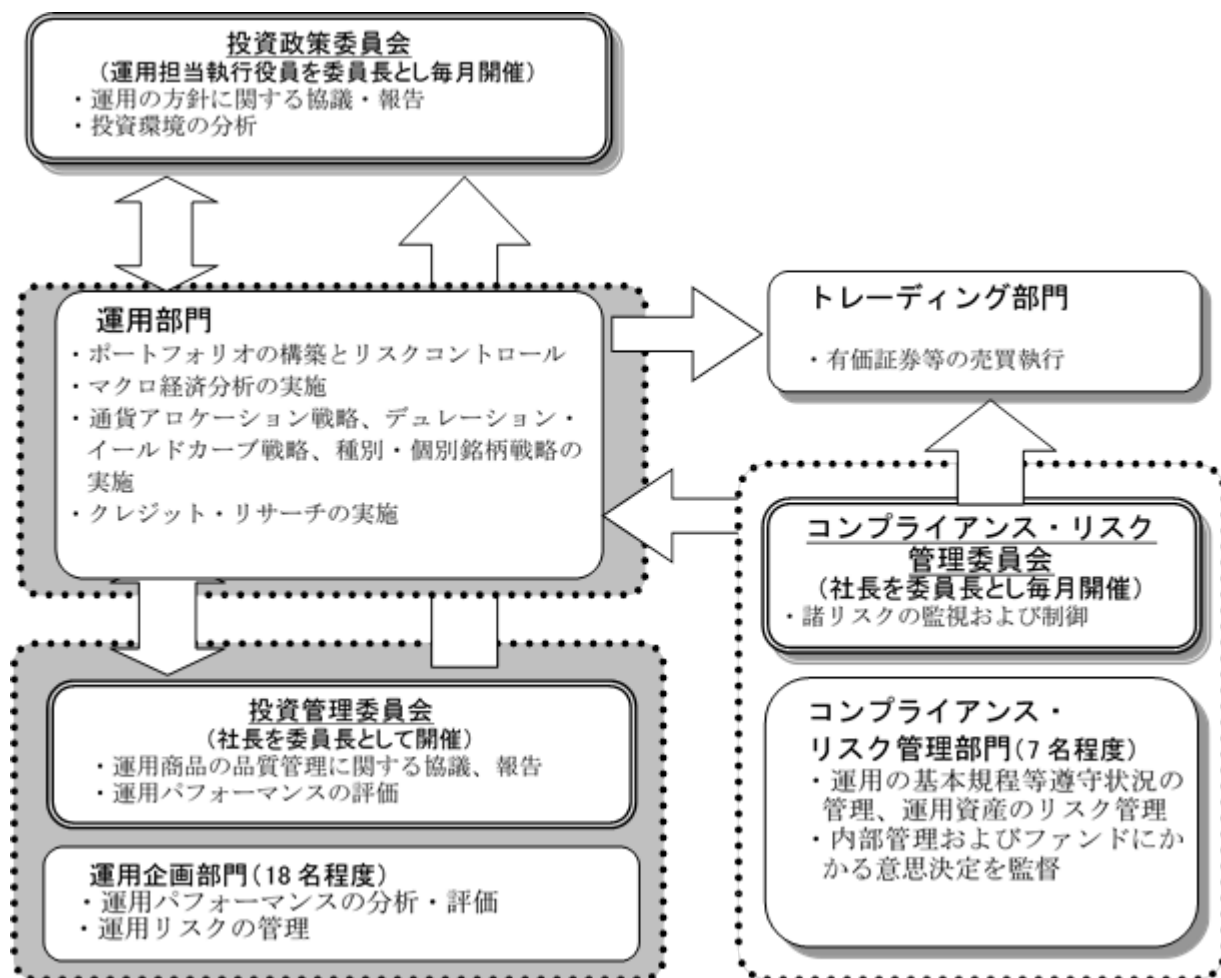 投資政策委員会
（運用担当執行役員を委員長とし毎月開催）
・運用の方針に関する協議・報告
・投資環境の分析
運用部門
・ポートフォリオの構築とリスクコントロール
・マクロ経済分析の実施
・通貨アロケーション戦略、デュレーション・
イールドカーブ戦略、種別・個別銘柄戦略の
実施
・クレジット・リサーチの実施
トレーディング部門
・有価証券等の売買執行
コンプライアンス・リスク
管理委員会
（社長を委員長とし毎月開催）
・諸リスクの監視および制御
コンプライアンス・
リスク管理部門（7名程度）
・運用の基本規程等遵守状況の
管理、運用資産のリスク管理
・内部管理およびファンドにか
かる意思決定を監督
投資管理委員会
（社長を委員長として開催）
・運用商品の品質管理に関する協議、報告
・運用パフォーマンスの評価
運用企画部門（18名程度）
・運用パフォーマンスの分析・評価
・運用リスクの管理